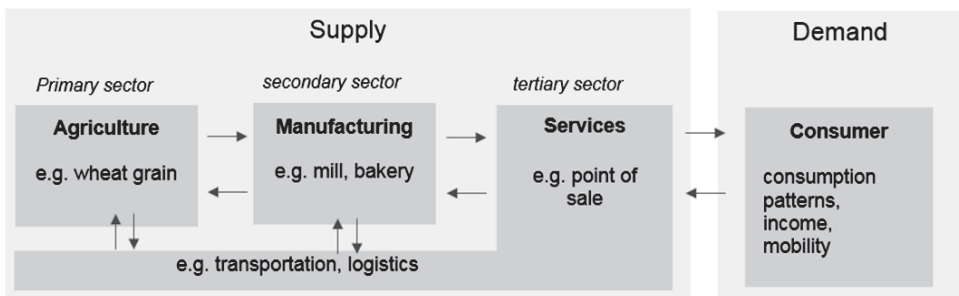 Supply
Demand
Primary sector
secondary sector
tertiary sector
Agriculture
e.g. wheat grain
Manufacturing
e.g. mill, bakery
Services
e.g. point of
sale
Consumer
consumption
patterns,
income,
mobility
e.g. transportation, logistics